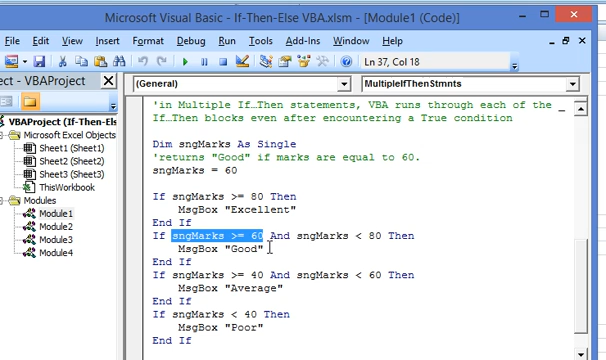 Microsoft Visual Basic - If-Then-Else VBA.xlsm - [Module1 (Code)]
File Edit View Insert Format Debug Run Tools Add-Ins Window Help
Ln 37, Col 18
ect - VBAProject
(General) MultipleIfThenStmnts
VBAProject (If-Then-Els
Microsoft Excel Objects
Sheet1 (Sheet1)
Sheet2 (Sheet2)
Sheet3 (Sheet3)
ThisWorkbook
Modules
Module1
Module2
Module3
Module4
'in Multiple If…Then statements, VBA runs through each of the _
If…Then blocks even after encountering a True condition
Dim sngMarks As Single
'returns "Good" if marks are equal to 60.
sngMarks = 60
If sngMarks >= 80 Then
MsgBox "Excellent"
End If
If sngMarks >= 60 And sngMarks < 80 Then
MsgBox "Good"
End If
If sngMarks >= 40 And sngMarks < 60 Then
MsgBox "Average"
End If
If sngMarks < 40 Then
MsgBox "Poor"
End If